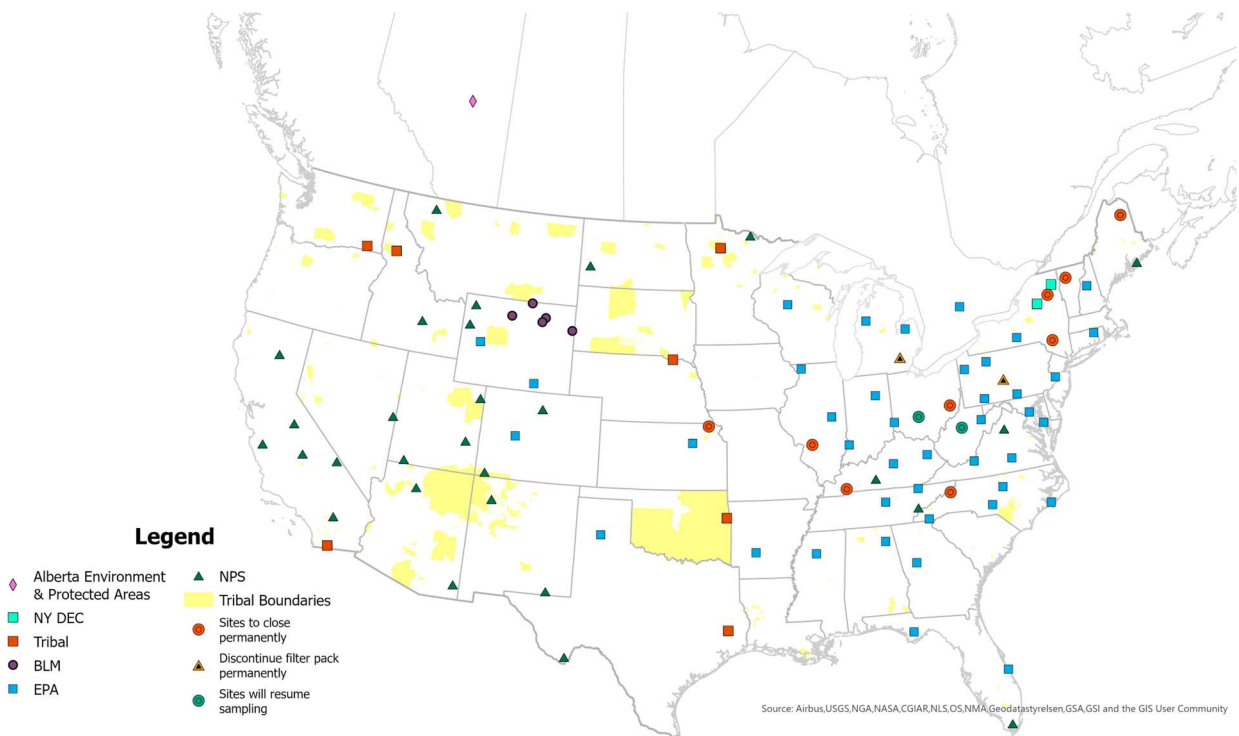 Legend
Alberta Environment
& Protected Areas
NY DEC
Tribal
BLM
EPA
NPS
Tribal Boundaries
Sites to close
permanently
Discontinue filter pack
permanently
Sites will resume
sampling
Source: Airbus,USGS,NGA,NASA,CGIAR,NLS,OS,NMA,Geodatastyrelsen,GSA,GSI and the GIS User Community